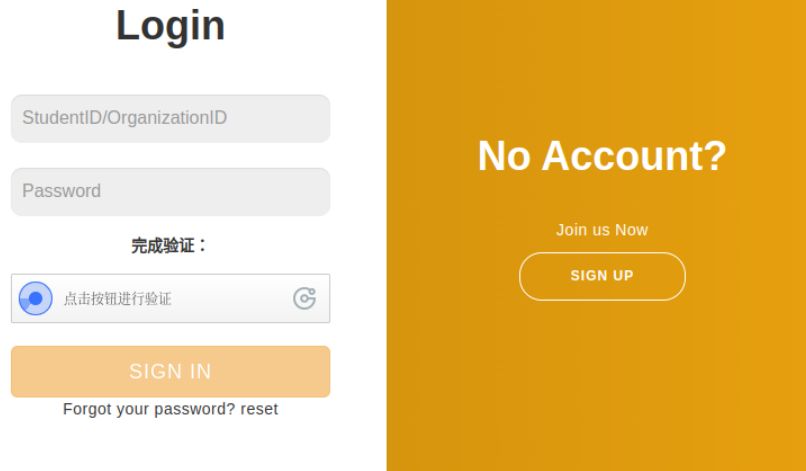 Login
StudentID/OrganizationID
Password
完成验证：
点击按钮进行验证
SIGN IN
Forgot your password? reset
No Account?
Join us Now
SIGN UP